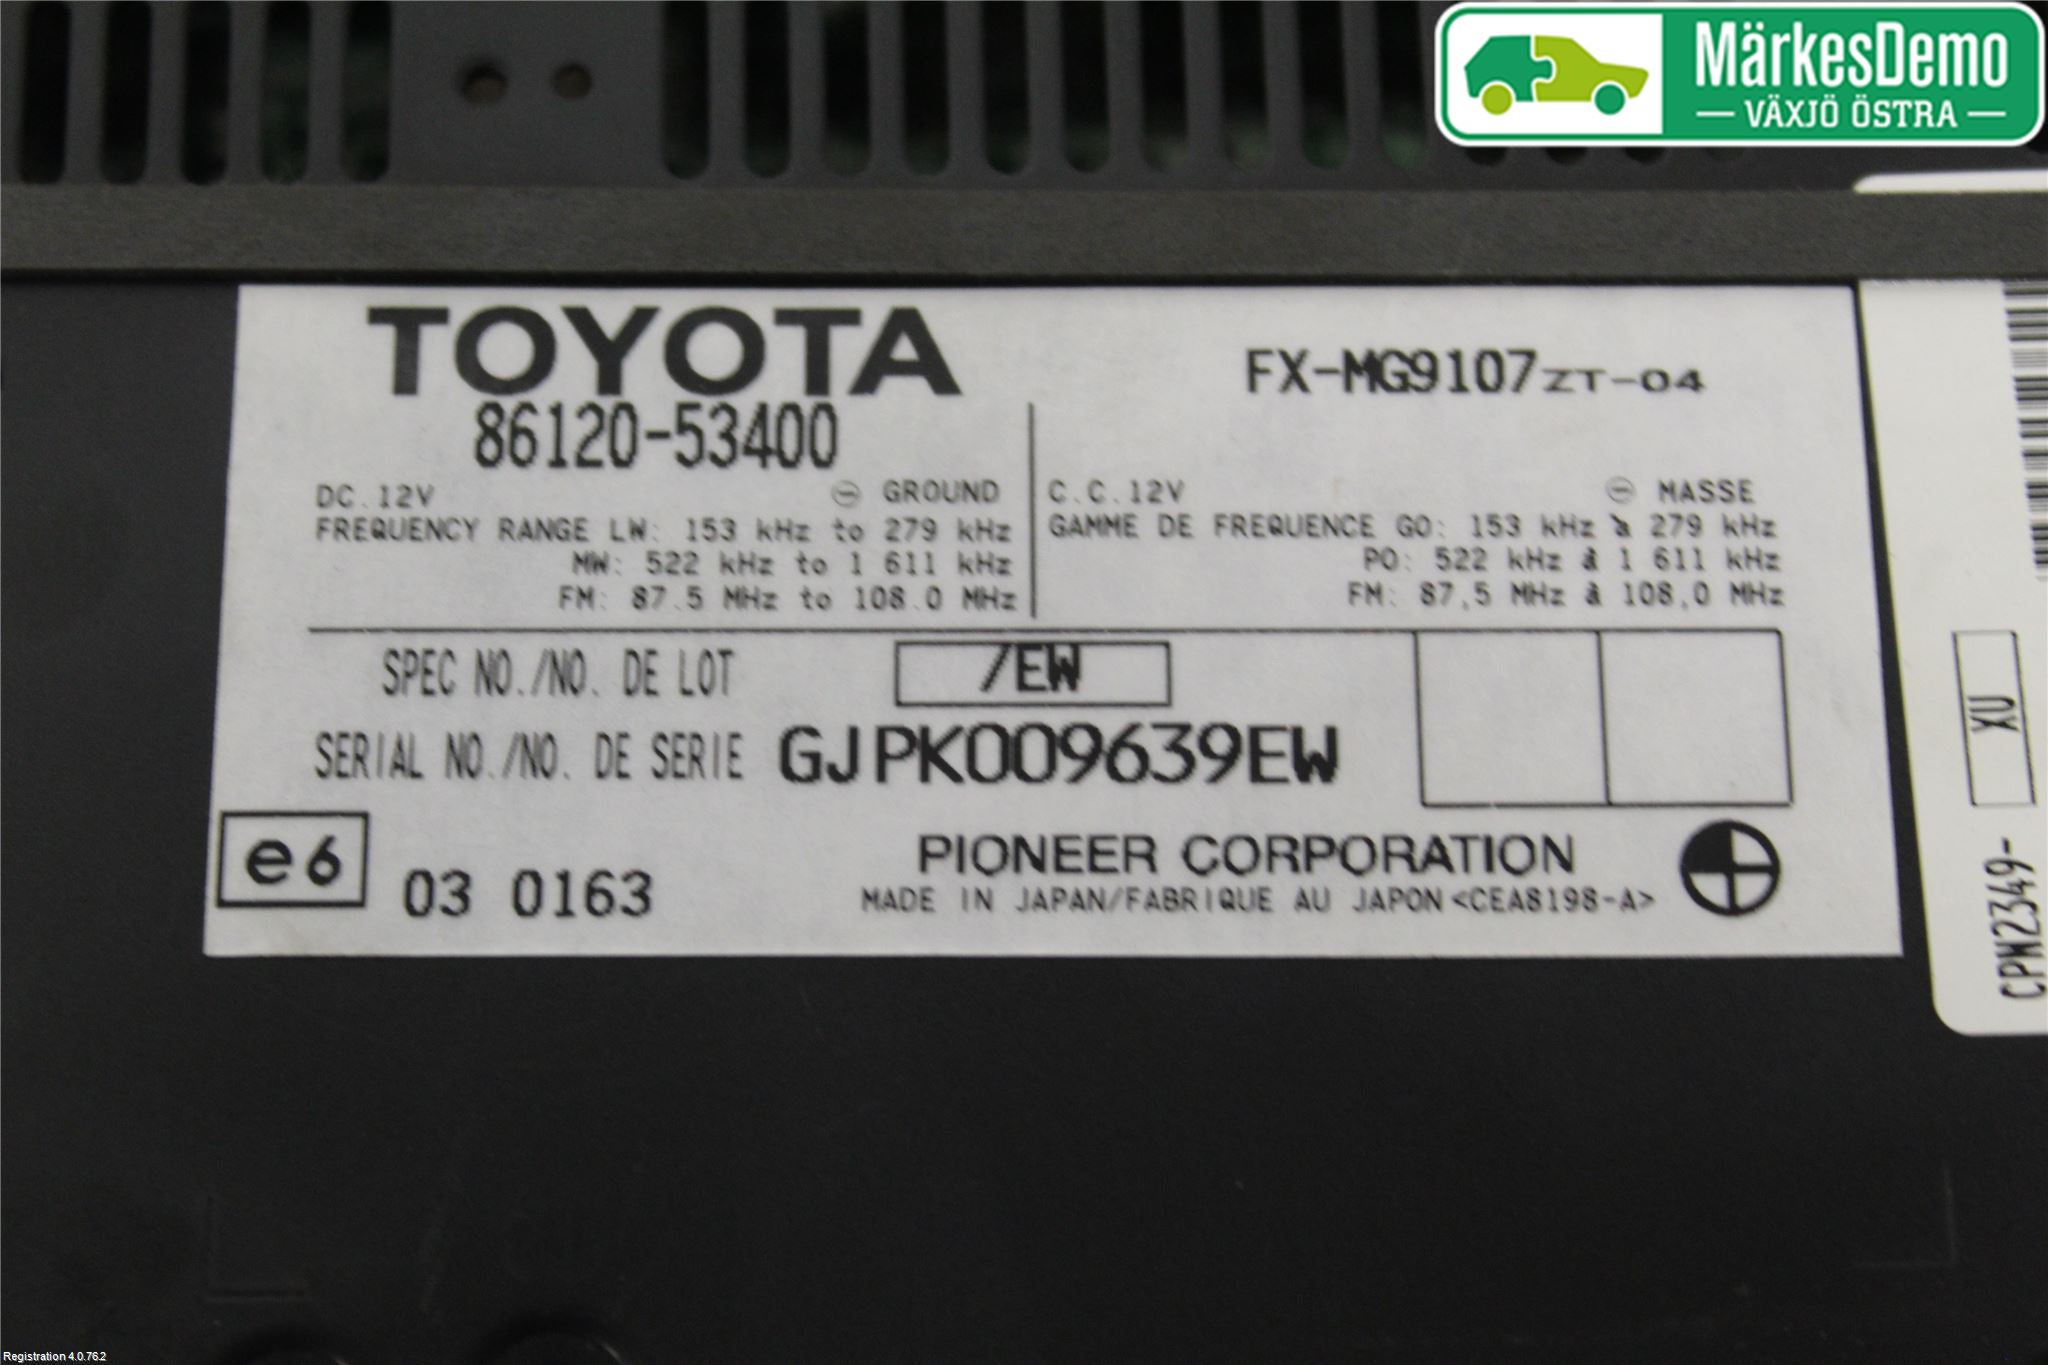 MärkesDemo
VÄXJÖ ÖSTRA
TOYOTA
86120-53400
FX-MG9107ZT-04
DC.12V ⊖ GROUND
FREQUENCY RANGE LW: 153 kHz to 279 kHz
MW: 522 kHz to 1 611 kHz
FM: 87.5 MHz to 108.0 MHz
C.C.12V ⊖ MASSE
GAMME DE FREQUENCE GO: 153 kHz à 279 kHz
PO: 522 kHz à 1 611 kHz
FM: 87,5 MHz à 108,0 MHz
SPEC NO./NO. DE LOT /EW
SERIAL NO./NO. DE SERIE GJPK009639EW
e6 03 0163
PIONEER CORPORATION
MADE IN JAPAN/FABRIQUE AU JAPON <CEA8198-A>
XU
CPN2349-
Registration 4.0.76.2